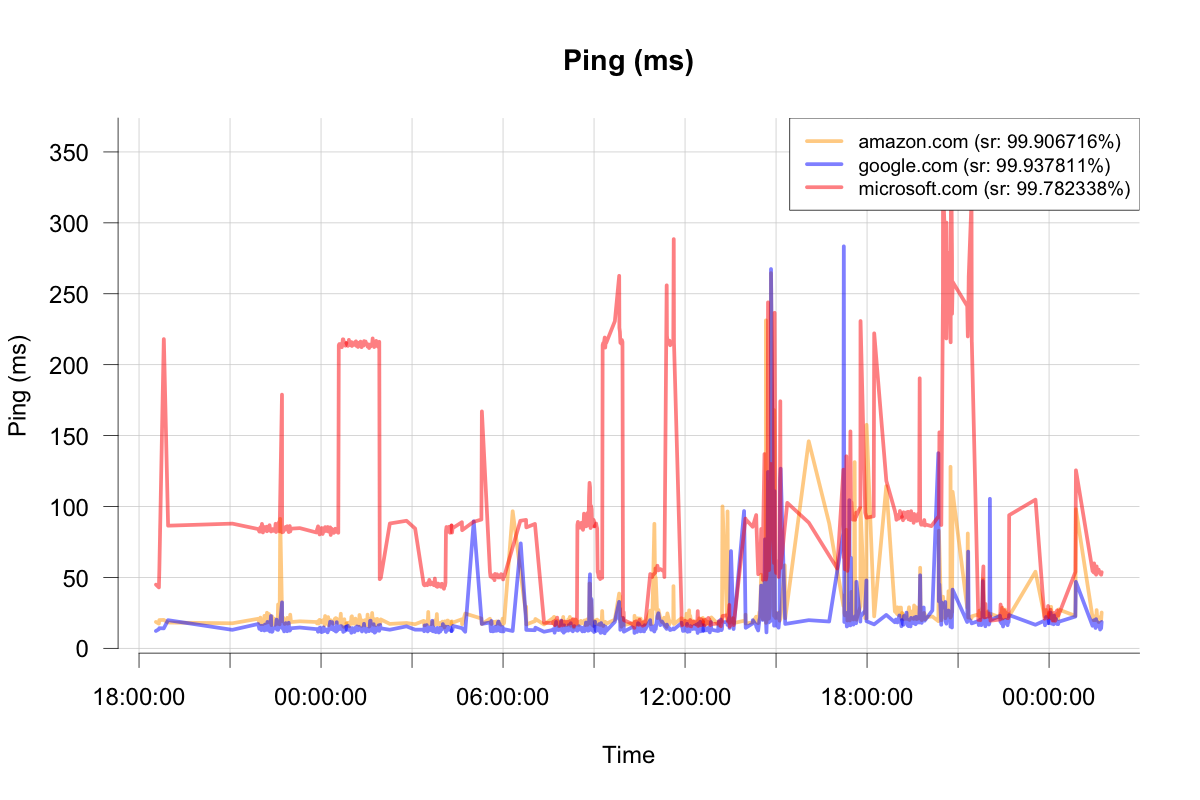 Ping (ms)
amazon.com (sr: 99.906716%)
google.com (sr: 99.937811%)
microsoft.com (sr: 99.782338%)
350
300
250
200
150
100
50
0
Ping (ms)
18:00:00 00:00:00 06:00:00 12:00:00 18:00:00 00:00:00
Time